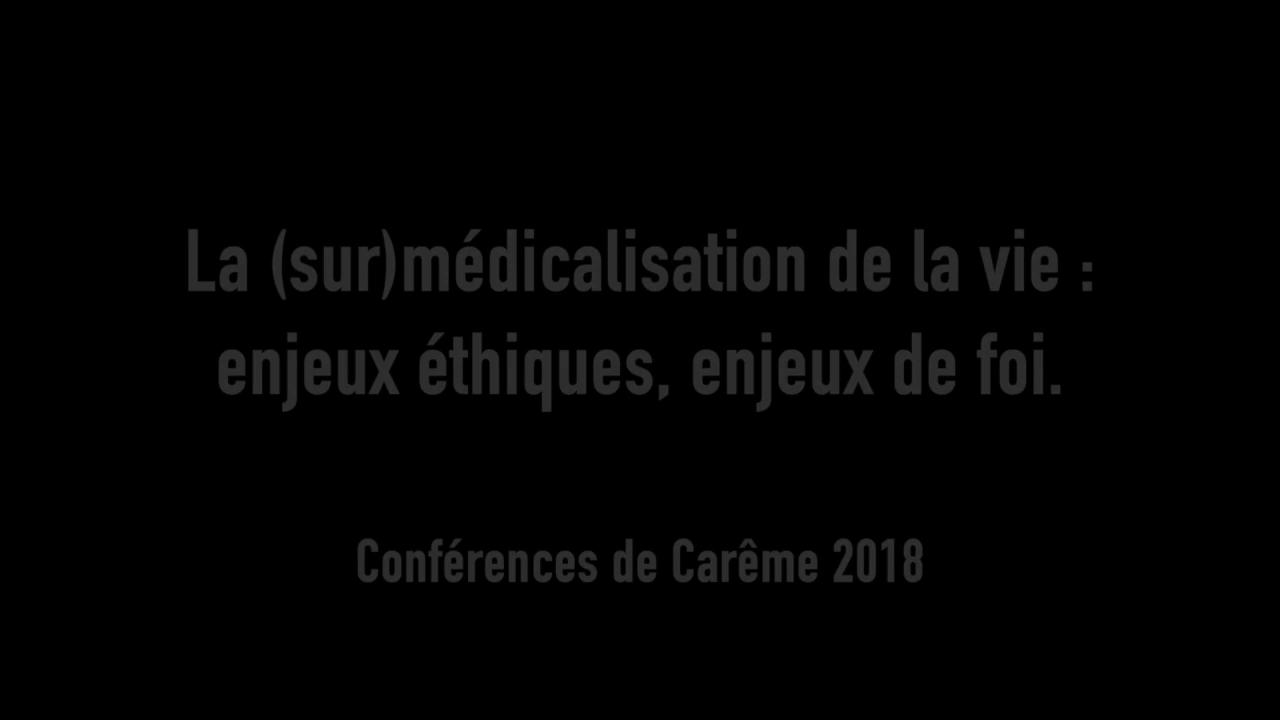 La (sur)médicalisation de la vie :
enjeux éthiques, enjeux de foi.
Conférences de Carême 2018